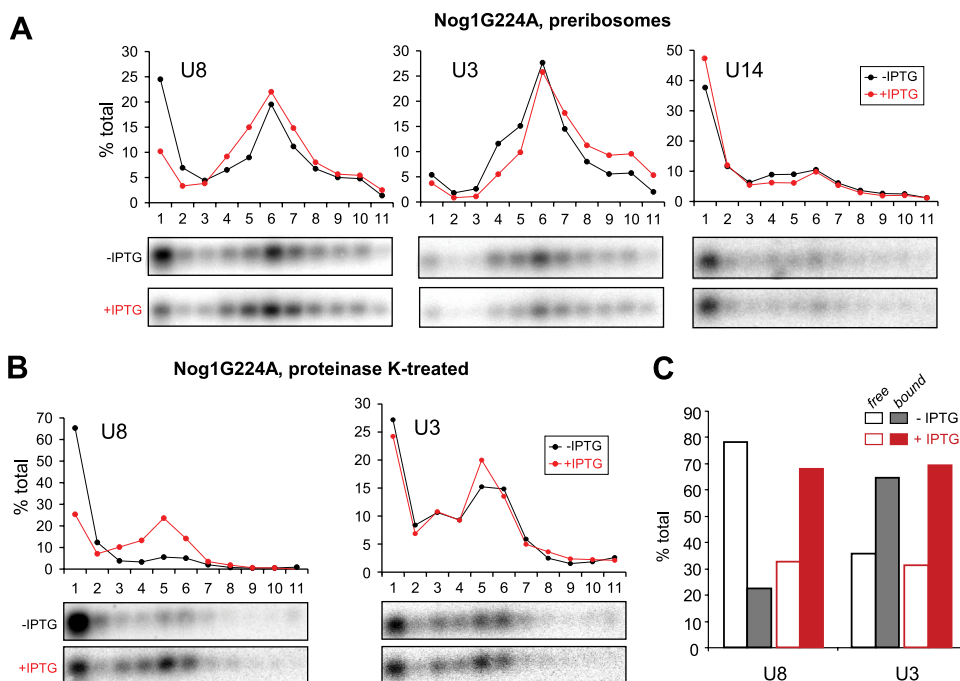 A
Nog1G224A, preribosomes
U8
U3
U14
-IPTG
+IPTG
% total
30
25
20
15
10
5
0
30
25
20
15
10
5
0
50
40
30
20
10
0
1 2 3 4 5 6 7 8 9 10 11
1 2 3 4 5 6 7 8 9 10 11
1 2 3 4 5 6 7 8 9 10 11
-IPTG
+IPTG
B
Nog1G224A, proteinase K-treated
U8
U3
-IPTG
+IPTG
% total
70
60
50
40
30
20
10
0
30
25
20
15
10
5
0
1 2 3 4 5 6 7 8 9 10 11
1 2 3 4 5 6 7 8 9 10 11
-IPTG
+IPTG
C
free
bound
- IPTG
+ IPTG
% total
90
80
70
60
50
40
30
20
10
0
U8
U3